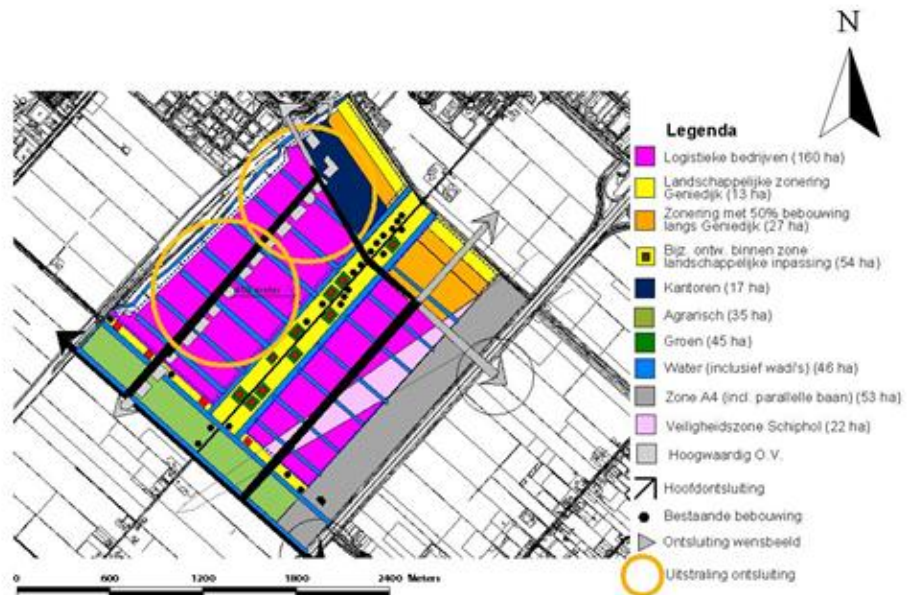 N
Legenda
Logistieke bedrijven (160 ha)
Landschappelijke zonering
Geniedijk (13 ha)
Zonering met 50% bebouwing
langs Geniedijk (27 ha)
Bijz. ontw. binnen zone
landschappelijke inpassing (54 ha)
Kantoren (17 ha)
Agrarisch (35 ha)
Groen (45 ha)
Water (inclusief wadi's) (46 ha)
Zone A4 (incl. parallelle baan) (53 ha)
Veiligheidszone Schiphol (22 ha)
Hoogwaardig O.V.
Hoofdontsluiting
Bestaande bebouwing
Ontsluiting wensbeeld
Uitstraling ontsluiting
0 600 1200 1800 2400 Meters